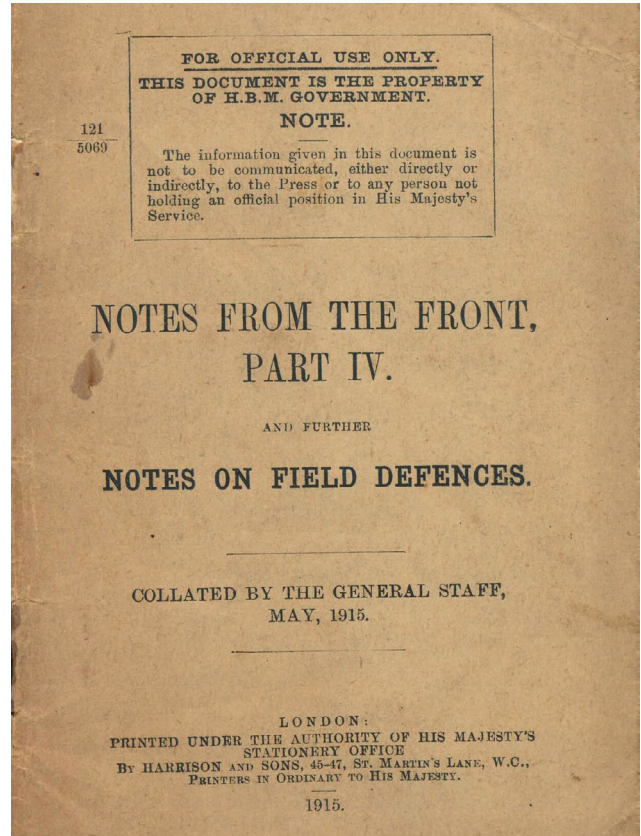 FOR OFFICIAL USE ONLY.
THIS DOCUMENT IS THE PROPERTY
OF H.B.M. GOVERNMENT.
NOTE.
121
5069
The information given in this document is
not to be communicated, either directly or
indirectly, to the Press or to any person not
holding an official position in His Majesty's
Service.
NOTES FROM THE FRONT,
PART IV.
AND FURTHER
NOTES ON FIELD DEFENCES.
COLLATED BY THE GENERAL STAFF,
MAY, 1915.
LONDON:
PRINTED UNDER THE AUTHORITY OF HIS MAJESTY'S
STATIONERY OFFICE
BY HARRISON AND SONS, 45-47, ST. MARTIN'S LANE, W.C.,
PRINTERS IN ORDINARY TO HIS MAJESTY.
1915.